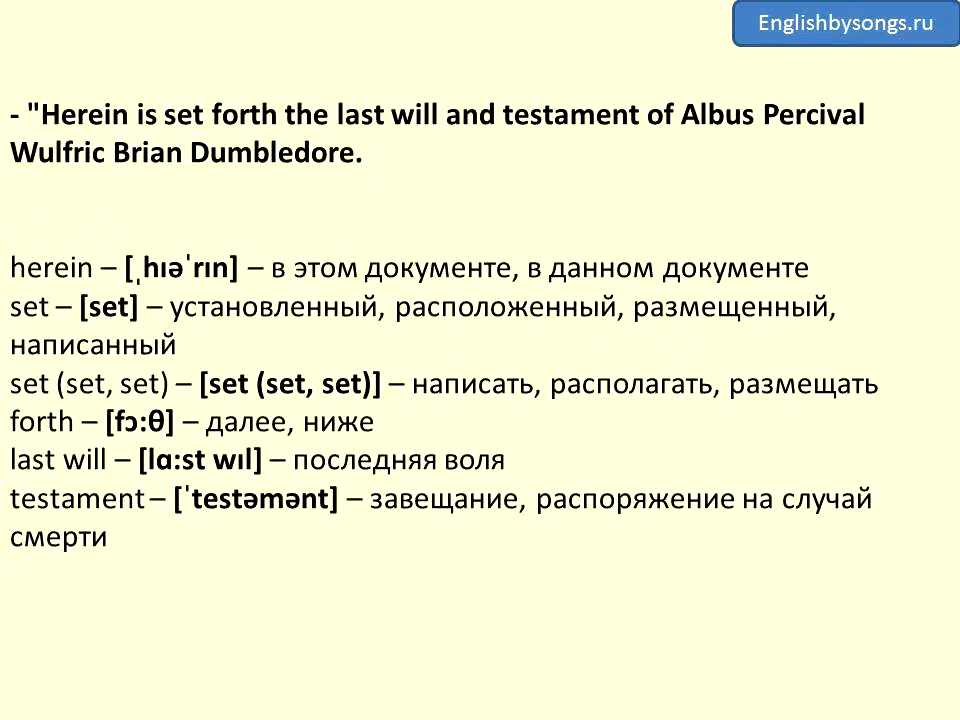 Englishbysongs.ru
- "Herein is set forth the last will and testament of Albus Percival
Wulfric Brian Dumbledore.
herein – [ˌhıəˈrın] – в этом документе, в данном документе
set – [set] – установленный, расположенный, размещенный,
написанный
set (set, set) – [set (set, set)] – написать, располагать, размещать
forth – [fɔ:θ] – далее, ниже
last will – [lɑ:st wıl] – последняя воля
testament – [ˈtestəmənt] – завещание, распоряжение на случай
смерти